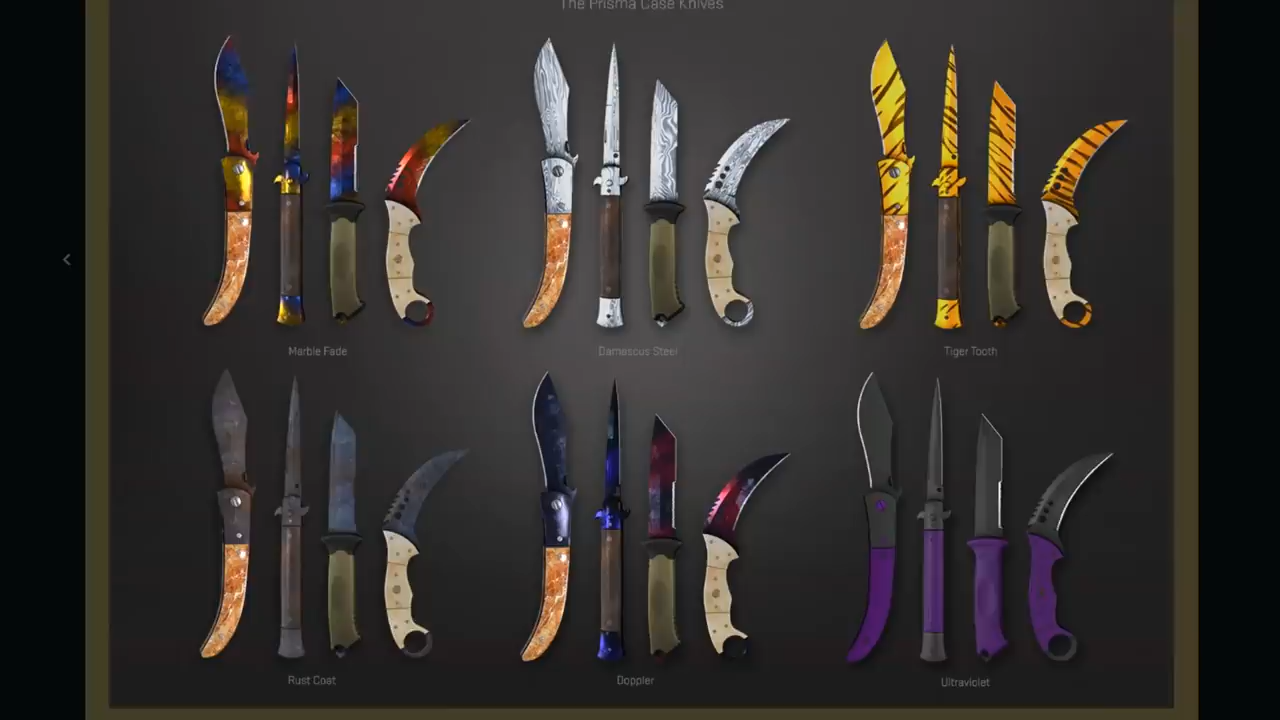 The Prisma Case Knives
Marble Fade
Damascus Steel
Tiger Tooth
Rust Coat
Doppler
Ultraviolet